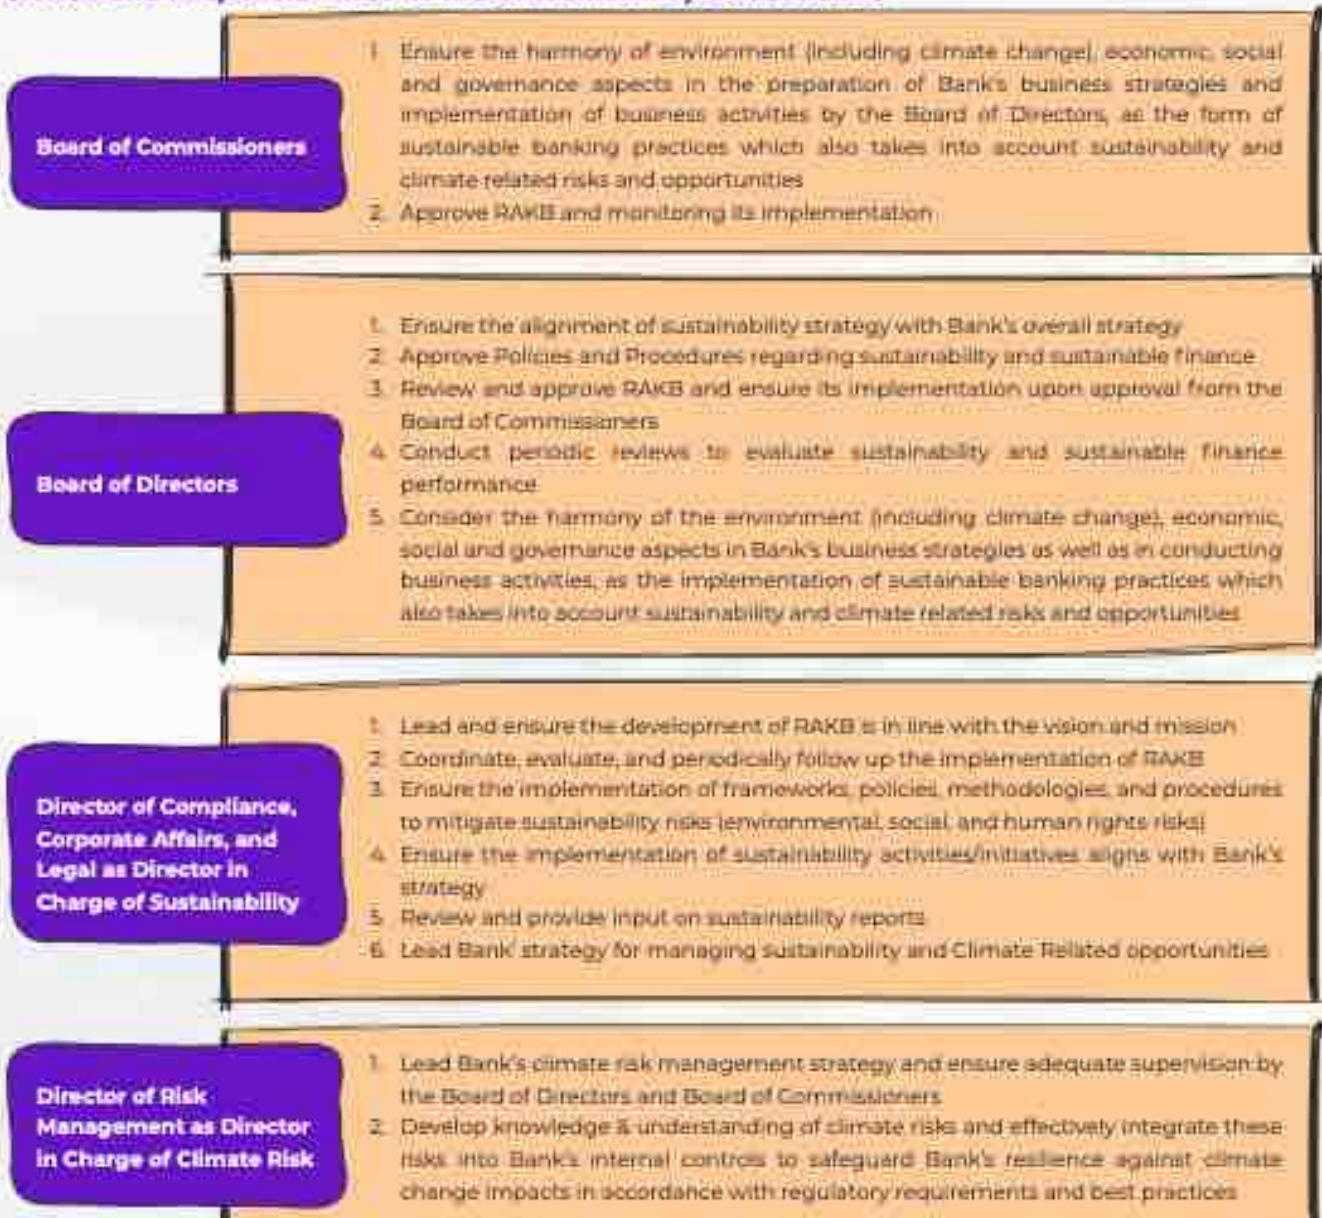 Board of Commissioners
1. Ensure the harmony of environment (including climate change), economic, social
and governance aspects in the preparation of Bank's business strategies and
implementation of business activities by the Board of Directors, as the form of
sustainable banking practices which also takes into account sustainability and
climate related risks and opportunities
2. Approve RAKB and monitoring its implementation
Board of Directors
1. Ensure the alignment of sustainability strategy with Bank's overall strategy
2. Approve Policies and Procedures regarding sustainability and sustainable finance
3. Review and approve RAKB and ensure its implementation upon approval from the
Board of Commissioners
4. Conduct periodic reviews to evaluate sustainability and sustainable finance
performance
5. Consider the harmony of the environment (including climate change), economic,
social and governance aspects in Bank's business strategies as well as in conducting
business activities, as the implementation of sustainable banking practices which
also takes into account sustainability and climate related risks and opportunities
Director of Compliance,
Corporate Affairs, and
Legal as Director in
Charge of Sustainability
1. Lead and ensure the development of RAKB is in line with the vision and mission
2. Coordinate, evaluate, and periodically follow up the implementation of RAKB
3. Ensure the implementation of frameworks, policies, methodologies, and procedures
to mitigate sustainability risks (environmental, social, and human rights risks)
4. Ensure the implementation of sustainability activities/initiatives aligns with Bank's
strategy
5. Review and provide input on sustainability reports
6. Lead Bank' strategy for managing sustainability and Climate Related opportunities
Director of Risk
Management as Director
in Charge of Climate Risk
1. Lead Bank's climate risk management strategy and ensure adequate supervision by
the Board of Directors and Board of Commissioners
2. Develop knowledge & understanding of climate risks and effectively integrate these
risks into Bank's internal controls to safeguard Bank's resilience against climate
change impacts in accordance with regulatory requirements and best practices